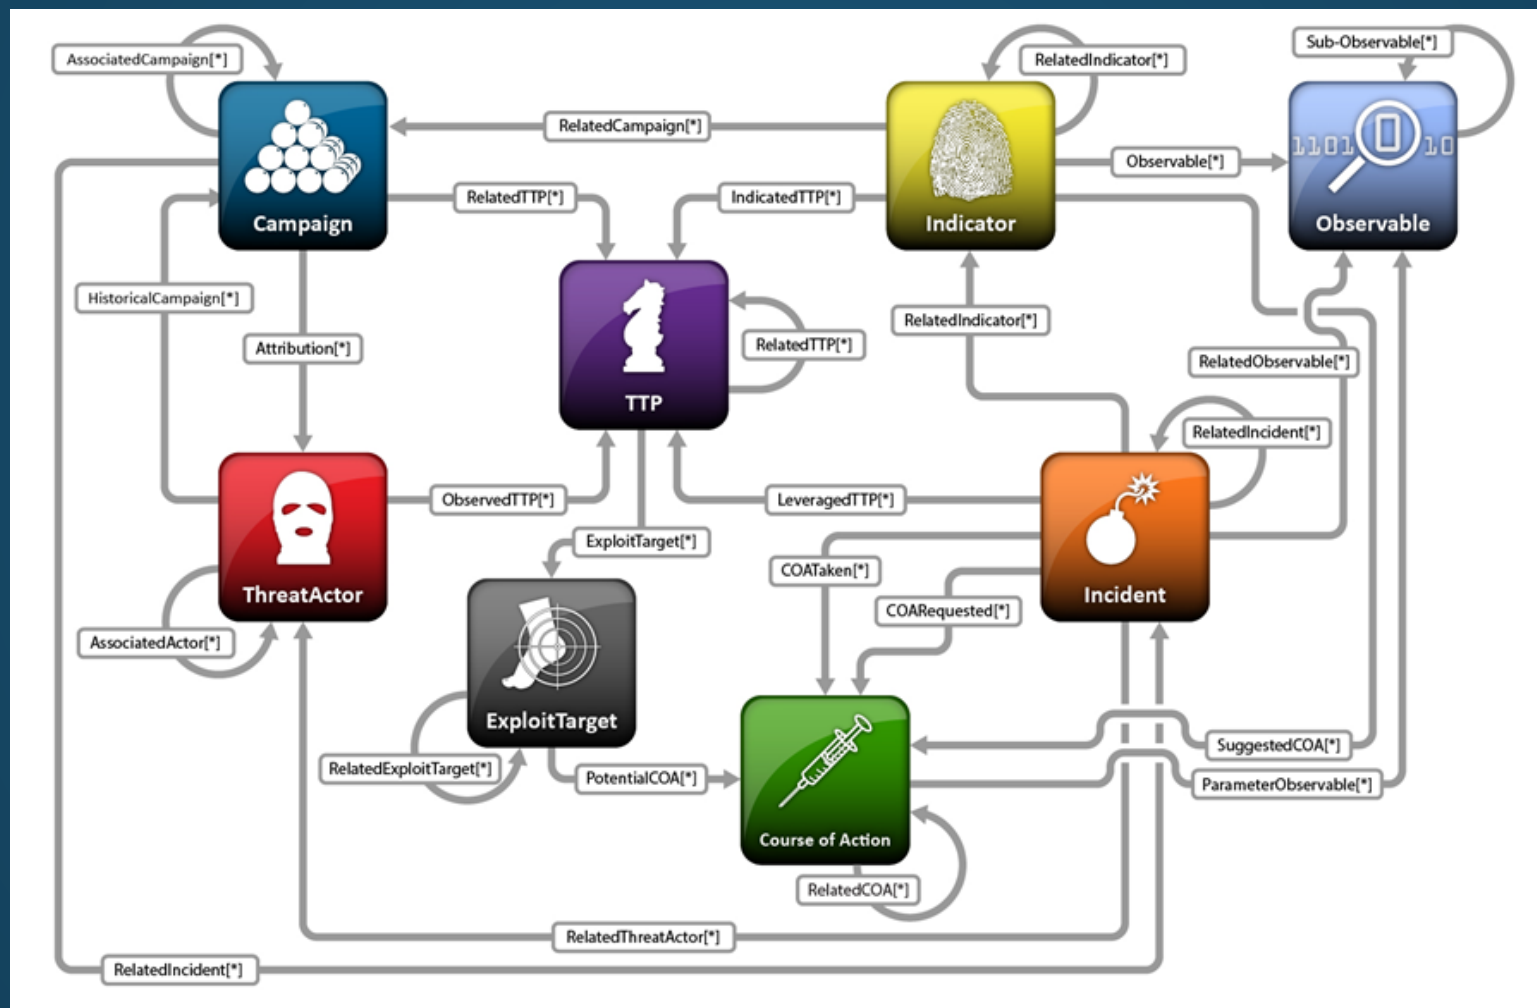 AssociatedCampaign[*]
RelatedIndicator[*]
Sub-Observable[*]
RelatedCampaign[*]
1101 0 10
Observable[*]
RelatedTTP[*]
IndicatedTTP[*]
Campaign
Indicator
Observable
HistoricalCampaign[*]
RelatedIndicator[*]
Attribution[*]
RelatedTTP[*]
RelatedObservable[*]
TTP
RelatedIncident[*]
ObservedTTP[*]
LeveragedTTP[*]
ExploitTarget[*]
COATaken[*]
ThreatActor
Incident
COARequested[*]
AssociatedActor[*]
ExploitTarget
SuggestedCOA[*]
RelatedExploitTarget[*]
PotentialCOA[*]
ParameterObservable[*]
Course of Action
RelatedCOA[*]
RelatedThreatActor[*]
RelatedIncident[*]